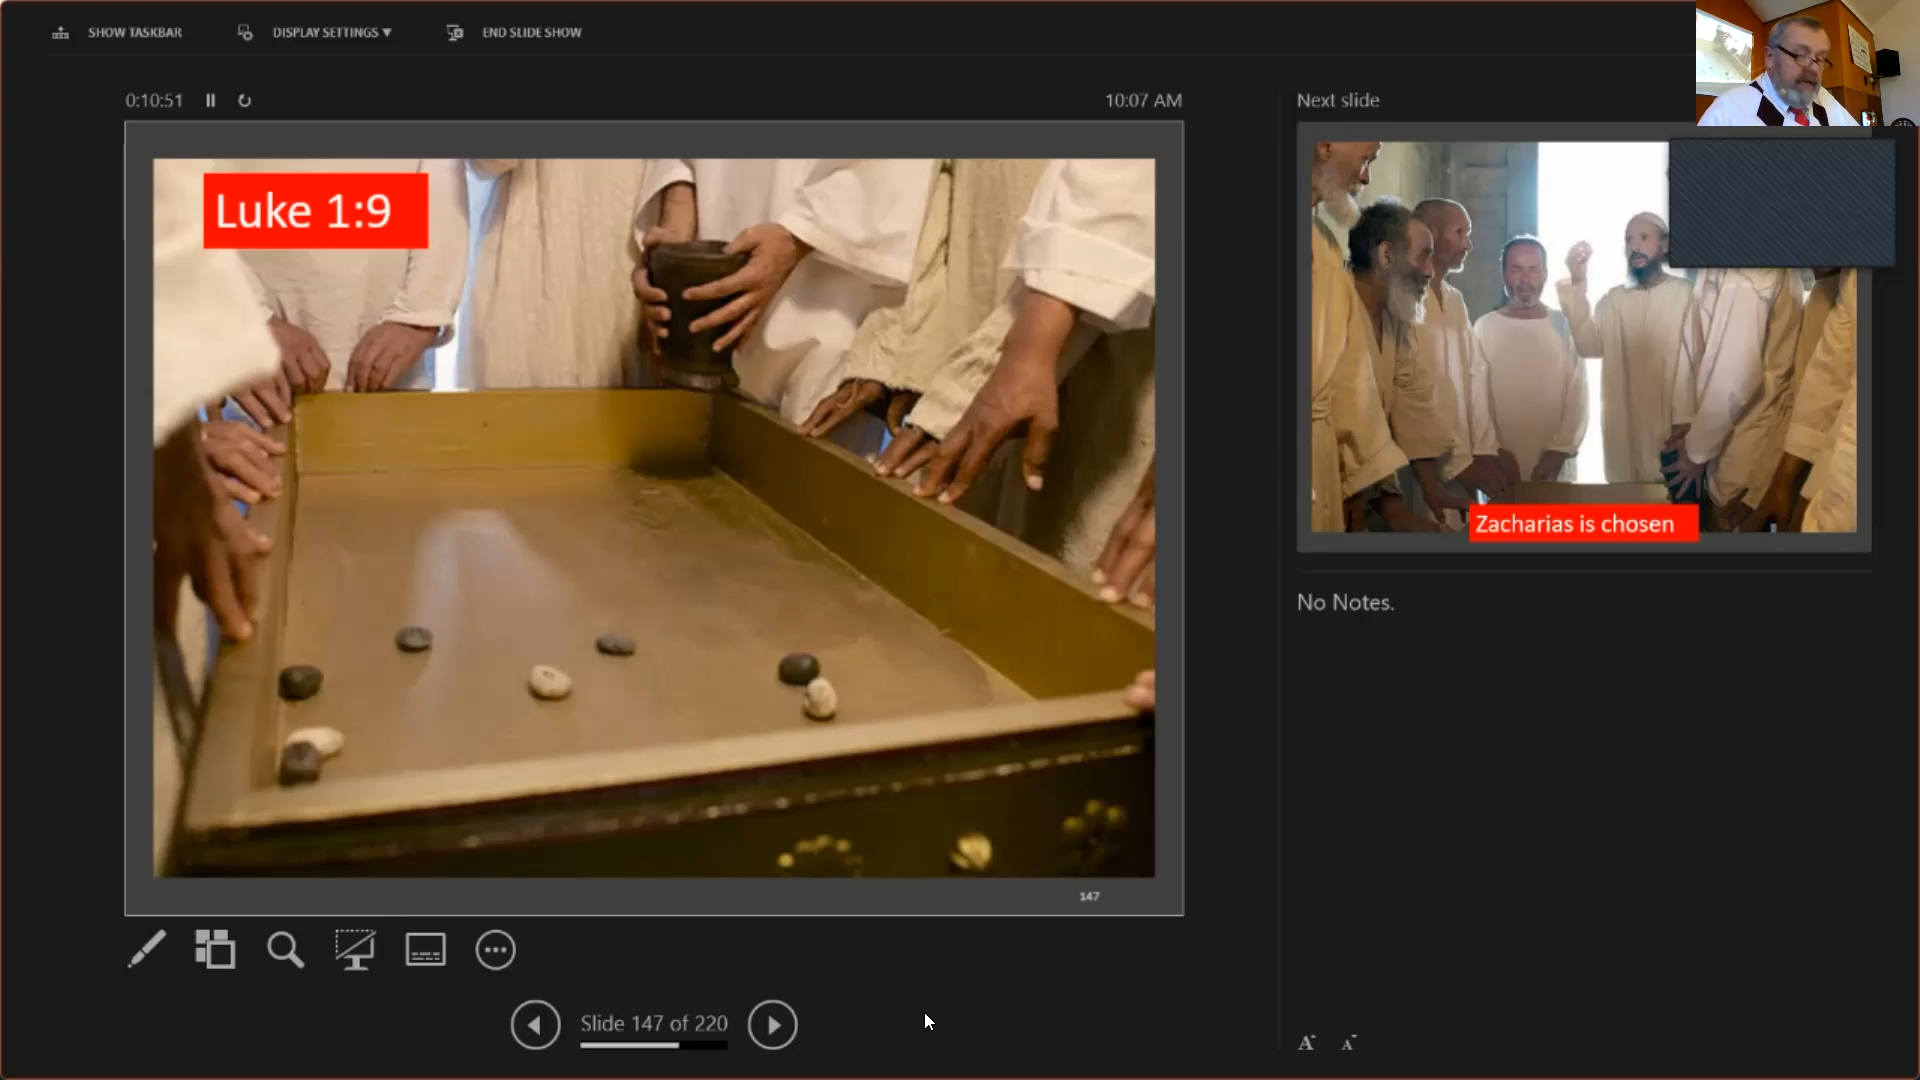 SHOW TASKBAR
DISPLAY SETTINGS ▼
END SLIDE SHOW
0:10:51
10:07 AM
Next slide
Luke 1:9
Zacharias is chosen
No Notes.
147
Slide 147 of 220
A A